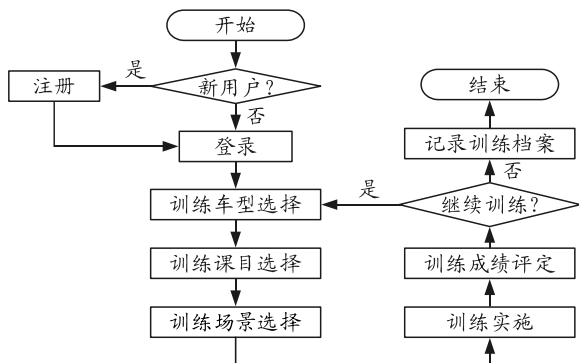 开始
新用户?
是
注册
否
登录
训练车型选择
训练课目选择
训练场景选择
训练实施
训练成绩评定
继续训练?
是
否
记录训练档案
结束